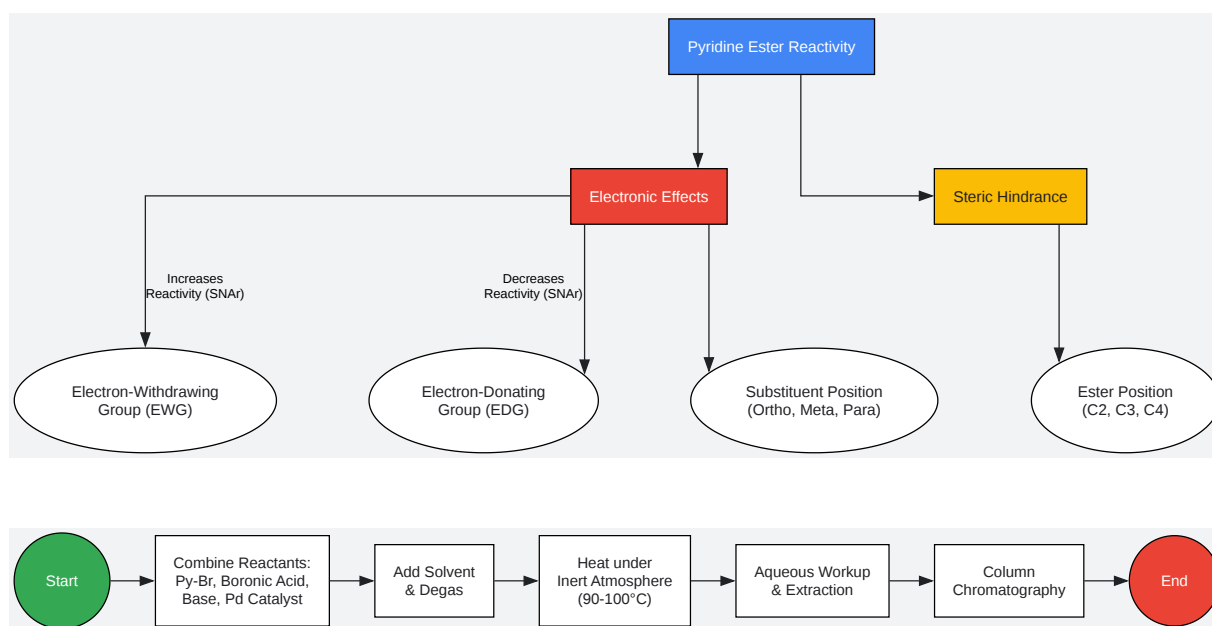 Pyridine Ester Reactivity
Electronic Effects
Steric Hindrance
Increases
Reactivity (SNAr)
Decreases
Reactivity (SNAr)
Electron-Withdrawing
Group (EWG)
Electron-Donating
Group (EDG)
Substituent Position
(Ortho, Meta, Para)
Ester Position
(C2, C3, C4)
Start
Combine Reactants:
Py-Br, Boronic Acid,
Base, Pd Catalyst
Add Solvent
& Degas
Heat under
Inert Atmosphere
(90-100°C)
Aqueous Workup
& Extraction
Column
Chromatography
End